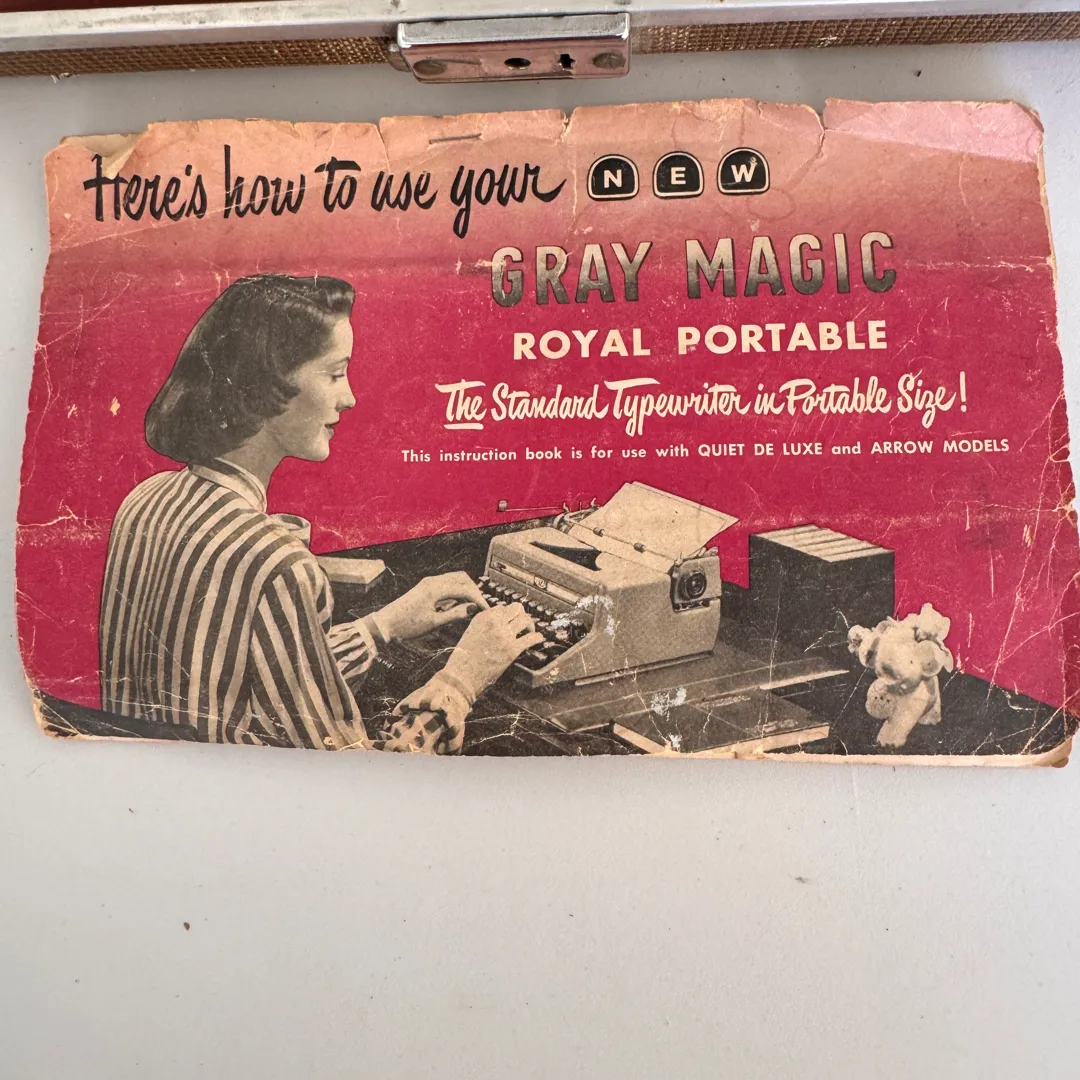 Here's how to use your NEW
GRAY MAGIC
ROYAL PORTABLE
The Standard Typewriter in Portable Size!
This instruction book is for use with QUIET DE LUXE and ARROW MODELS